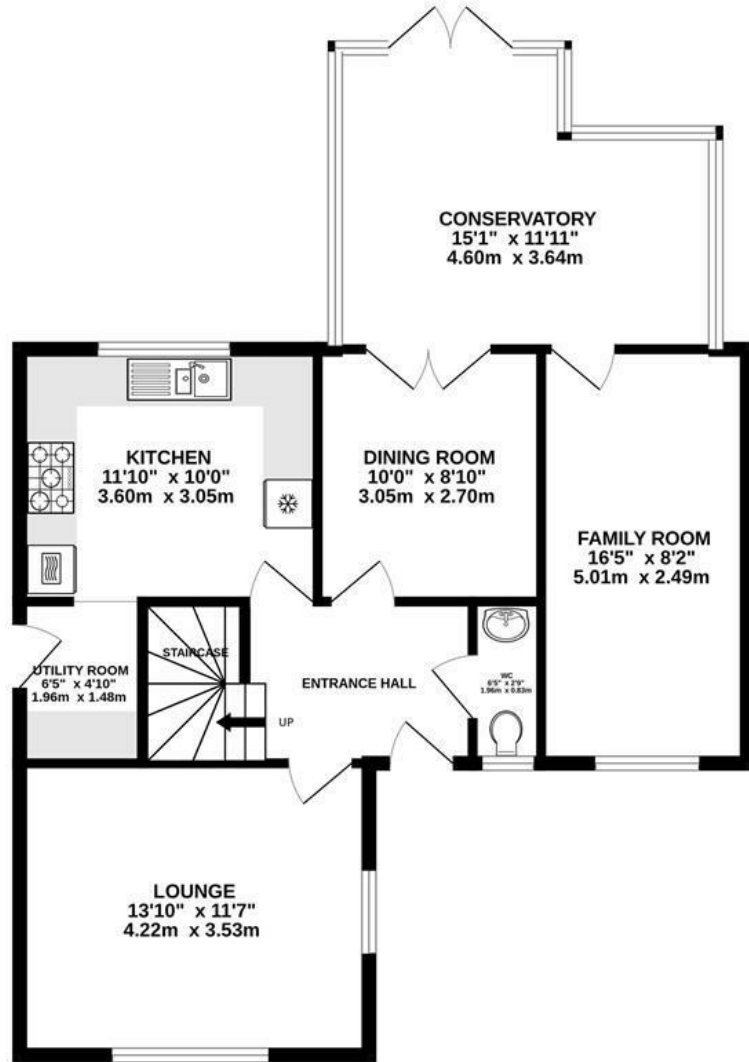 CONSERVATORY
15'1" x 11'11"
4.60m x 3.64m
KITCHEN
11'10" x 10'0"
3.60m x 3.05m
DINING ROOM
10'0" x 8'10"
3.05m x 2.70m
FAMILY ROOM
16'5" x 8'2"
5.01m x 2.49m
UTILITY ROOM
6'5" x 4'10"
1.96m x 1.48m
STAIRCASE
UP
ENTRANCE HALL
WC
6'5" x 2'9"
1.96m x 0.83m
LOUNGE
13'10" x 11'7"
4.22m x 3.53m